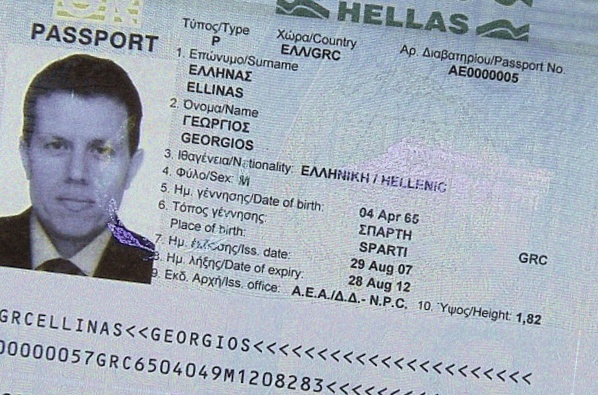 HELLAS
PASSPORT
Τύπος/Type
P
Χώρα/Country
ΕΛΛ/GRC
Αρ. Διαβατηρίου/Passport No.
AE0000005
1. Επώνυμο/Surname
ΕΛΛΗΝΑΣ
ELLINAS
2. Όνομα/Name
ΓΕΩΡΓΙΟΣ
GEORGIOS
3. Ιθαγένεια/Nationality: ΕΛΛΗΝΙΚΗ / HELLENIC
4. Φύλο/Sex: M
5. Ημ. γέννησης/Date of birth: 04 Apr 65
6. Τόπος γέννησης: ΣΠΑΡΤΗ
Place of birth: SPARTI GRC
7. Ημ. έκδοσης/Iss. date: 29 Aug 07
8. Ημ. λήξης/Date of expiry: 28 Aug 12
9. Εκδ. Αρχή/Iss. office: Α.Ε.Α./Δ.Δ.- N.P.C. 10. Ύψος/Height: 1,82
GRCELLINAS<<GEORGIOS<<<<<<<<<<<<<<<<<<<<<
00000057GRC6504049M1208283<<<<<<<<